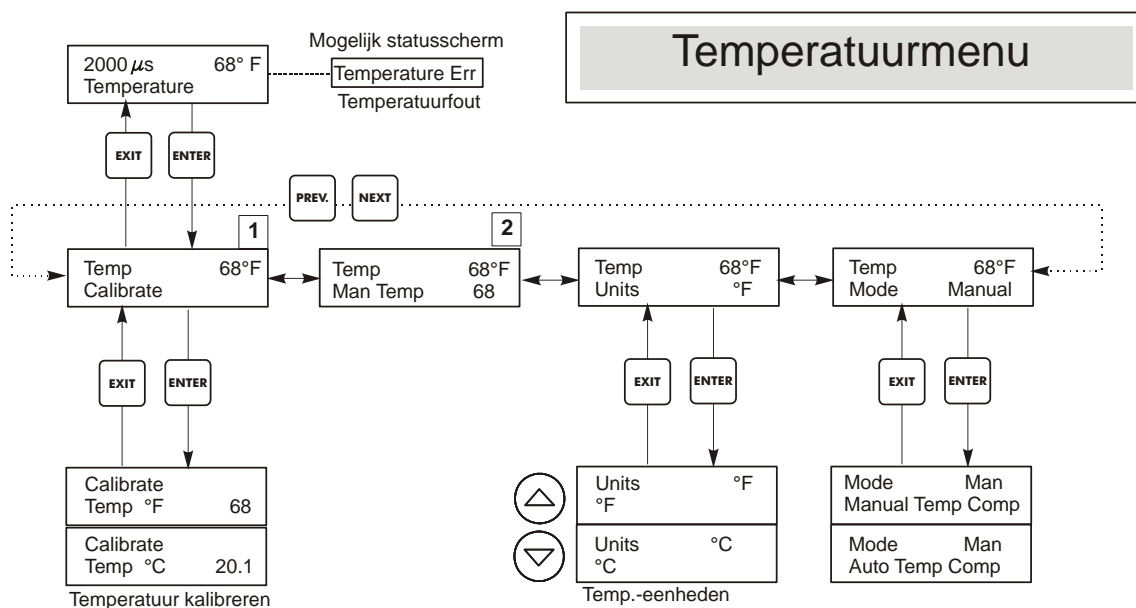 Temperatuurmenu
Mogelijk statusscherm
2000 µs 68° F
Temperature
Temperature Err
Temperatuurfout
EXIT
ENTER
PREV.
NEXT
1
2
Temp 68°F
Calibrate
Temp 68°F
Man Temp 68
Temp 68°F
Units °F
Temp 68°F
Mode Manual
EXIT
ENTER
EXIT
ENTER
EXIT
ENTER
Calibrate
Temp °F 68
Calibrate
Temp °C 20.1
Temperatuur kalibreren
Units °F
°F
Units °C
°C
Temp.-eenheden
Mode Man
Manual Temp Comp
Mode Man
Auto Temp Comp